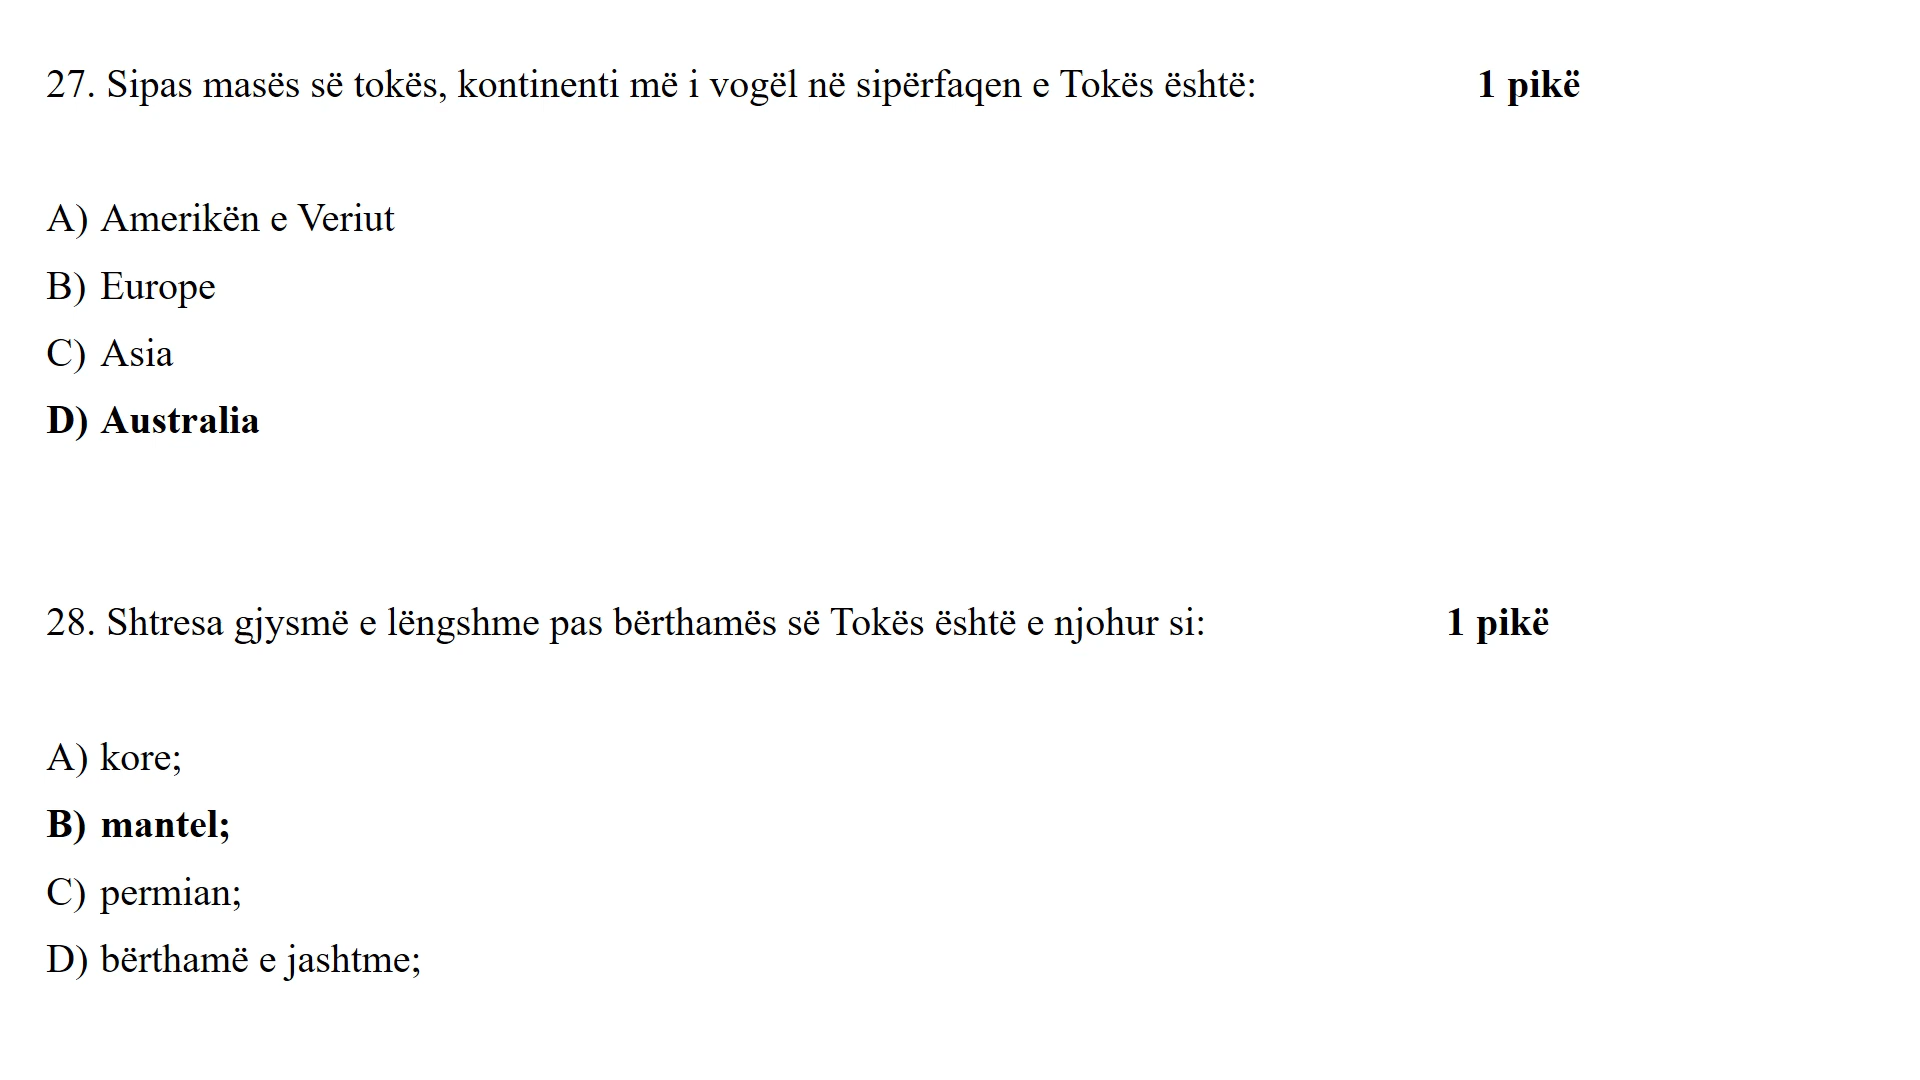 27. Sipas masës së tokës, kontinenti më i vogël në sipërfaqen e Tokës është: 1 pikë
A) Amerikën e Veriut
B) Europe
C) Asia
D) Australia
28. Shtresa gjysmë e lëngshme pas bërthamës së Tokës është e njohur si: 1 pikë
A) kore;
B) mantel;
C) permian;
D) bërthamë e jashtme;